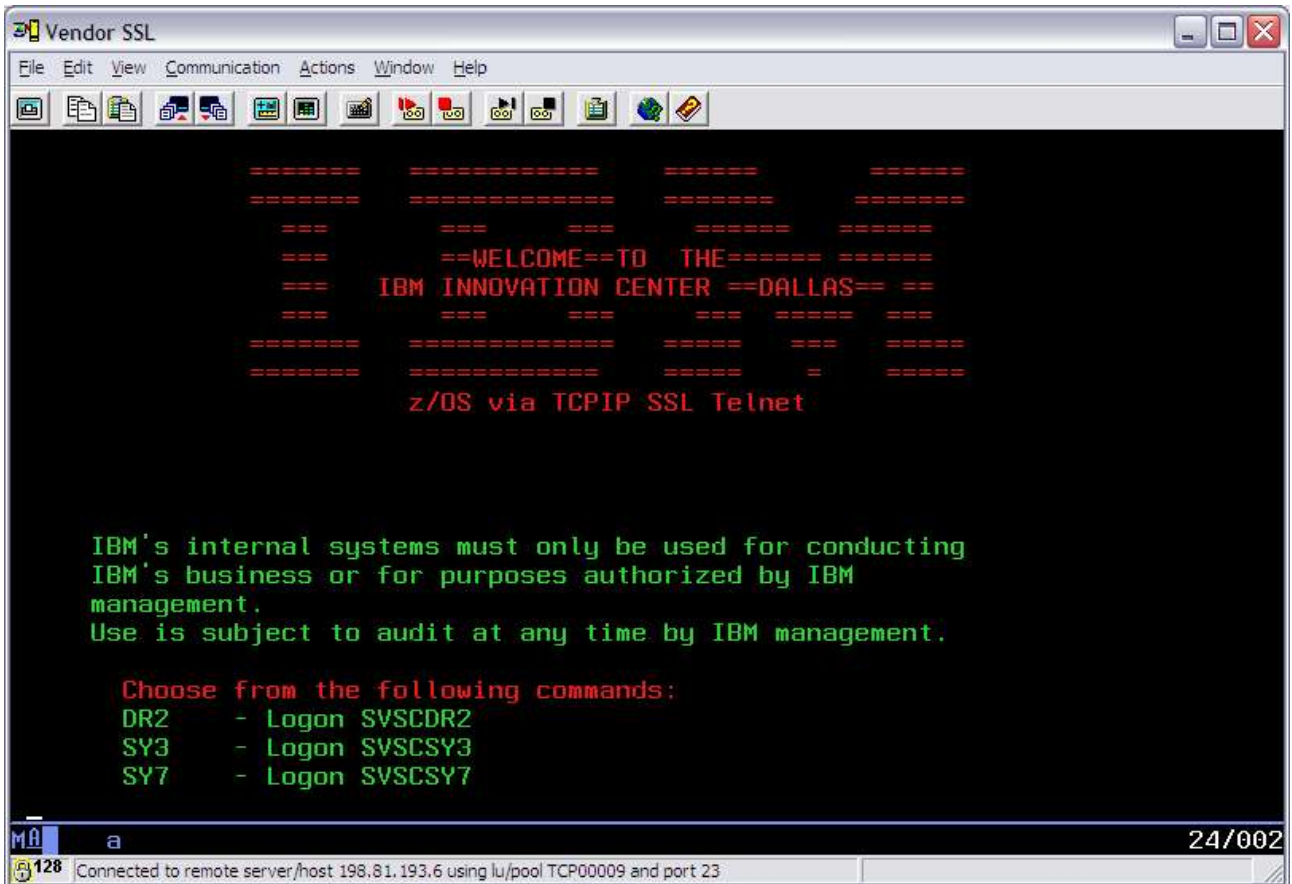 Vendor SSL
File Edit View Communication Actions Window Help
======= ============ ====== ======
======= ============= ======= =======
=== === === ====== ======
=== ==WELCOME==TO THE====== ======
=== IBM INNOVATION CENTER ==DALLAS== ==
=== === === === ===== ===
======= ============= ===== === =====
======= ============ ===== = =====
z/OS via TCPIP SSL Telnet
IBM's internal systems must only be used for conducting
IBM's business or for purposes authorized by IBM
management.
Use is subject to audit at any time by IBM management.
Choose from the following commands:
DR2 - Logon SVSCDR2
SY3 - Logon SVSCSY3
SY7 - Logon SVSCSY7
MA a 24/002
128 Connected to remote server/host 198.81.193.6 using lu/pool TCP00009 and port 23